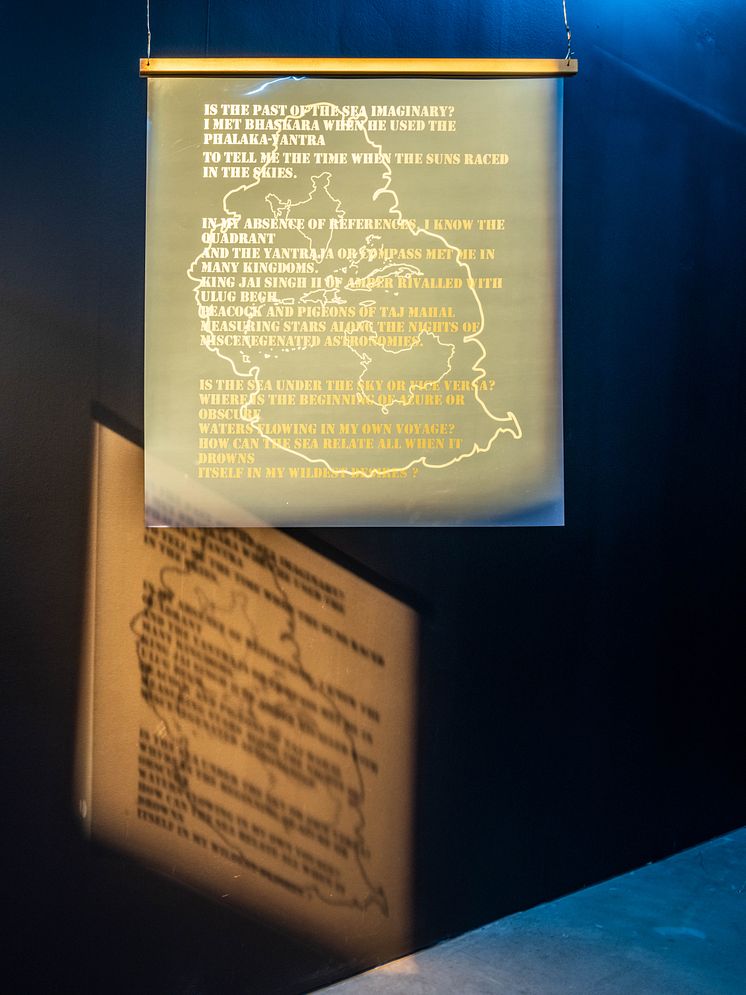 IS THE PAST OF THE SEA IMAGINARY?
I MET BHASKARA WHEN HE USED THE
PHALAKA-YANTRA
TO TELL ME THE TIME WHEN THE SUNS RACED
IN THE SKIES.
IN MY ABSENCE OF REFERENCES, I KNOW THE
QUADRANT
AND THE YANTRAJA OR COMPASS MET ME IN
MANY KINGDOMS.
KING JAI SINGH II OF AMBER RIVALLED WITH
ULUG BEGH.
PEACOCK AND PIGEONS OF TAJ MAHAL
MEASURING STARS ALONG THE NIGHTS OF
MISCENEGENATED ASTRONOMIES.
IS THE SEA UNDER THE SKY OR VICE VERSA?
WHERE IS THE BEGINNING OF AZURE OR
OBSCURE
WATERS FLOWING IN MY OWN VOYAGE?
HOW CAN THE SEA RELATE ALL WHEN IT
DROWNS
ITSELF IN MY WILDEST DESIRES ?